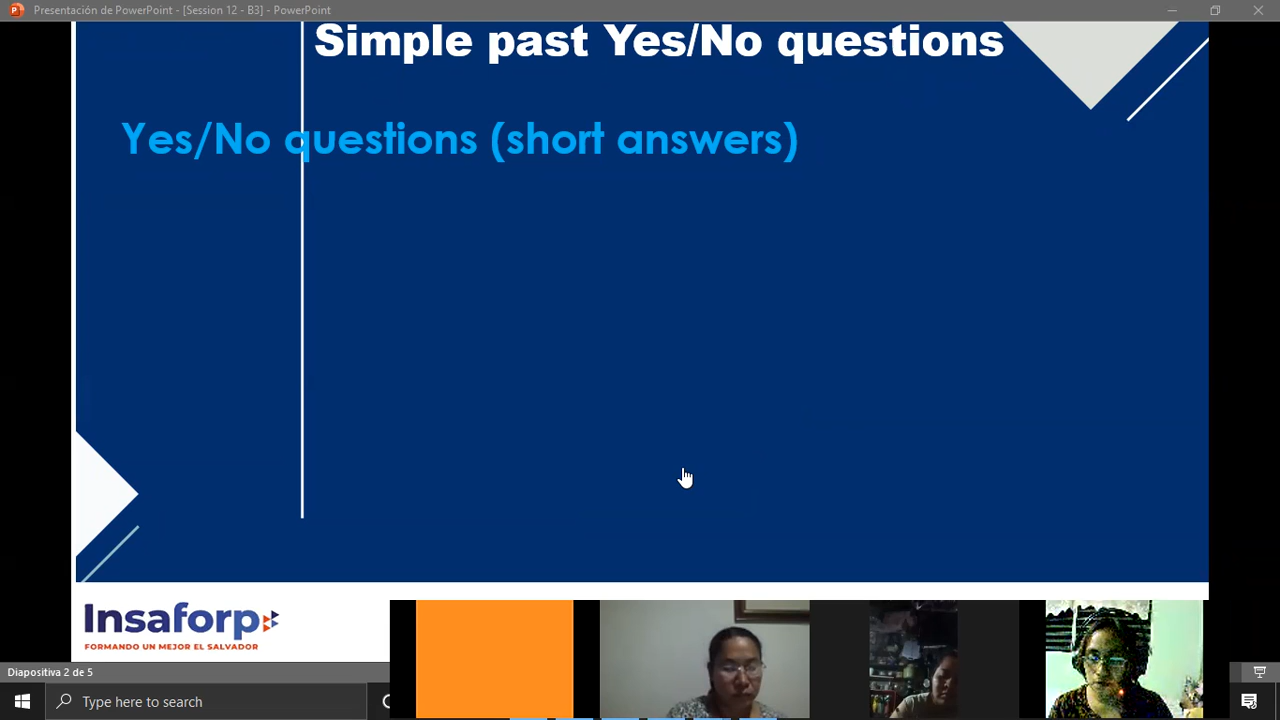 Presentación de PowerPoint - [Session 12 - B3] - PowerPoint
Simple past Yes/No questions
Yes/No questions (short answers)
Insaforp
FORMANDO UN MEJOR EL SALVADOR
Diapositiva 2 de 5
Type here to search